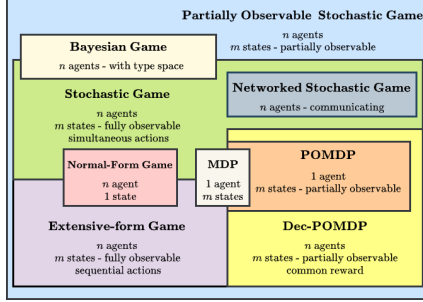 Partially Observable Stochastic Game
n agents
m states - partially observable
Bayesian Game
n agents - with type space
Stochastic Game
n agents
m states - fully observable
simultaneous actions
Networked Stochastic Game
n agents - communicating
Normal-Form Game
n agent
1 state
MDP
1 agent
m states
POMDP
1 agent
m states - partially observable
Extensive-form Game
n agents
m states - fully observable
sequential actions
Dec-POMDP
n agents
m states - partially observable
common reward